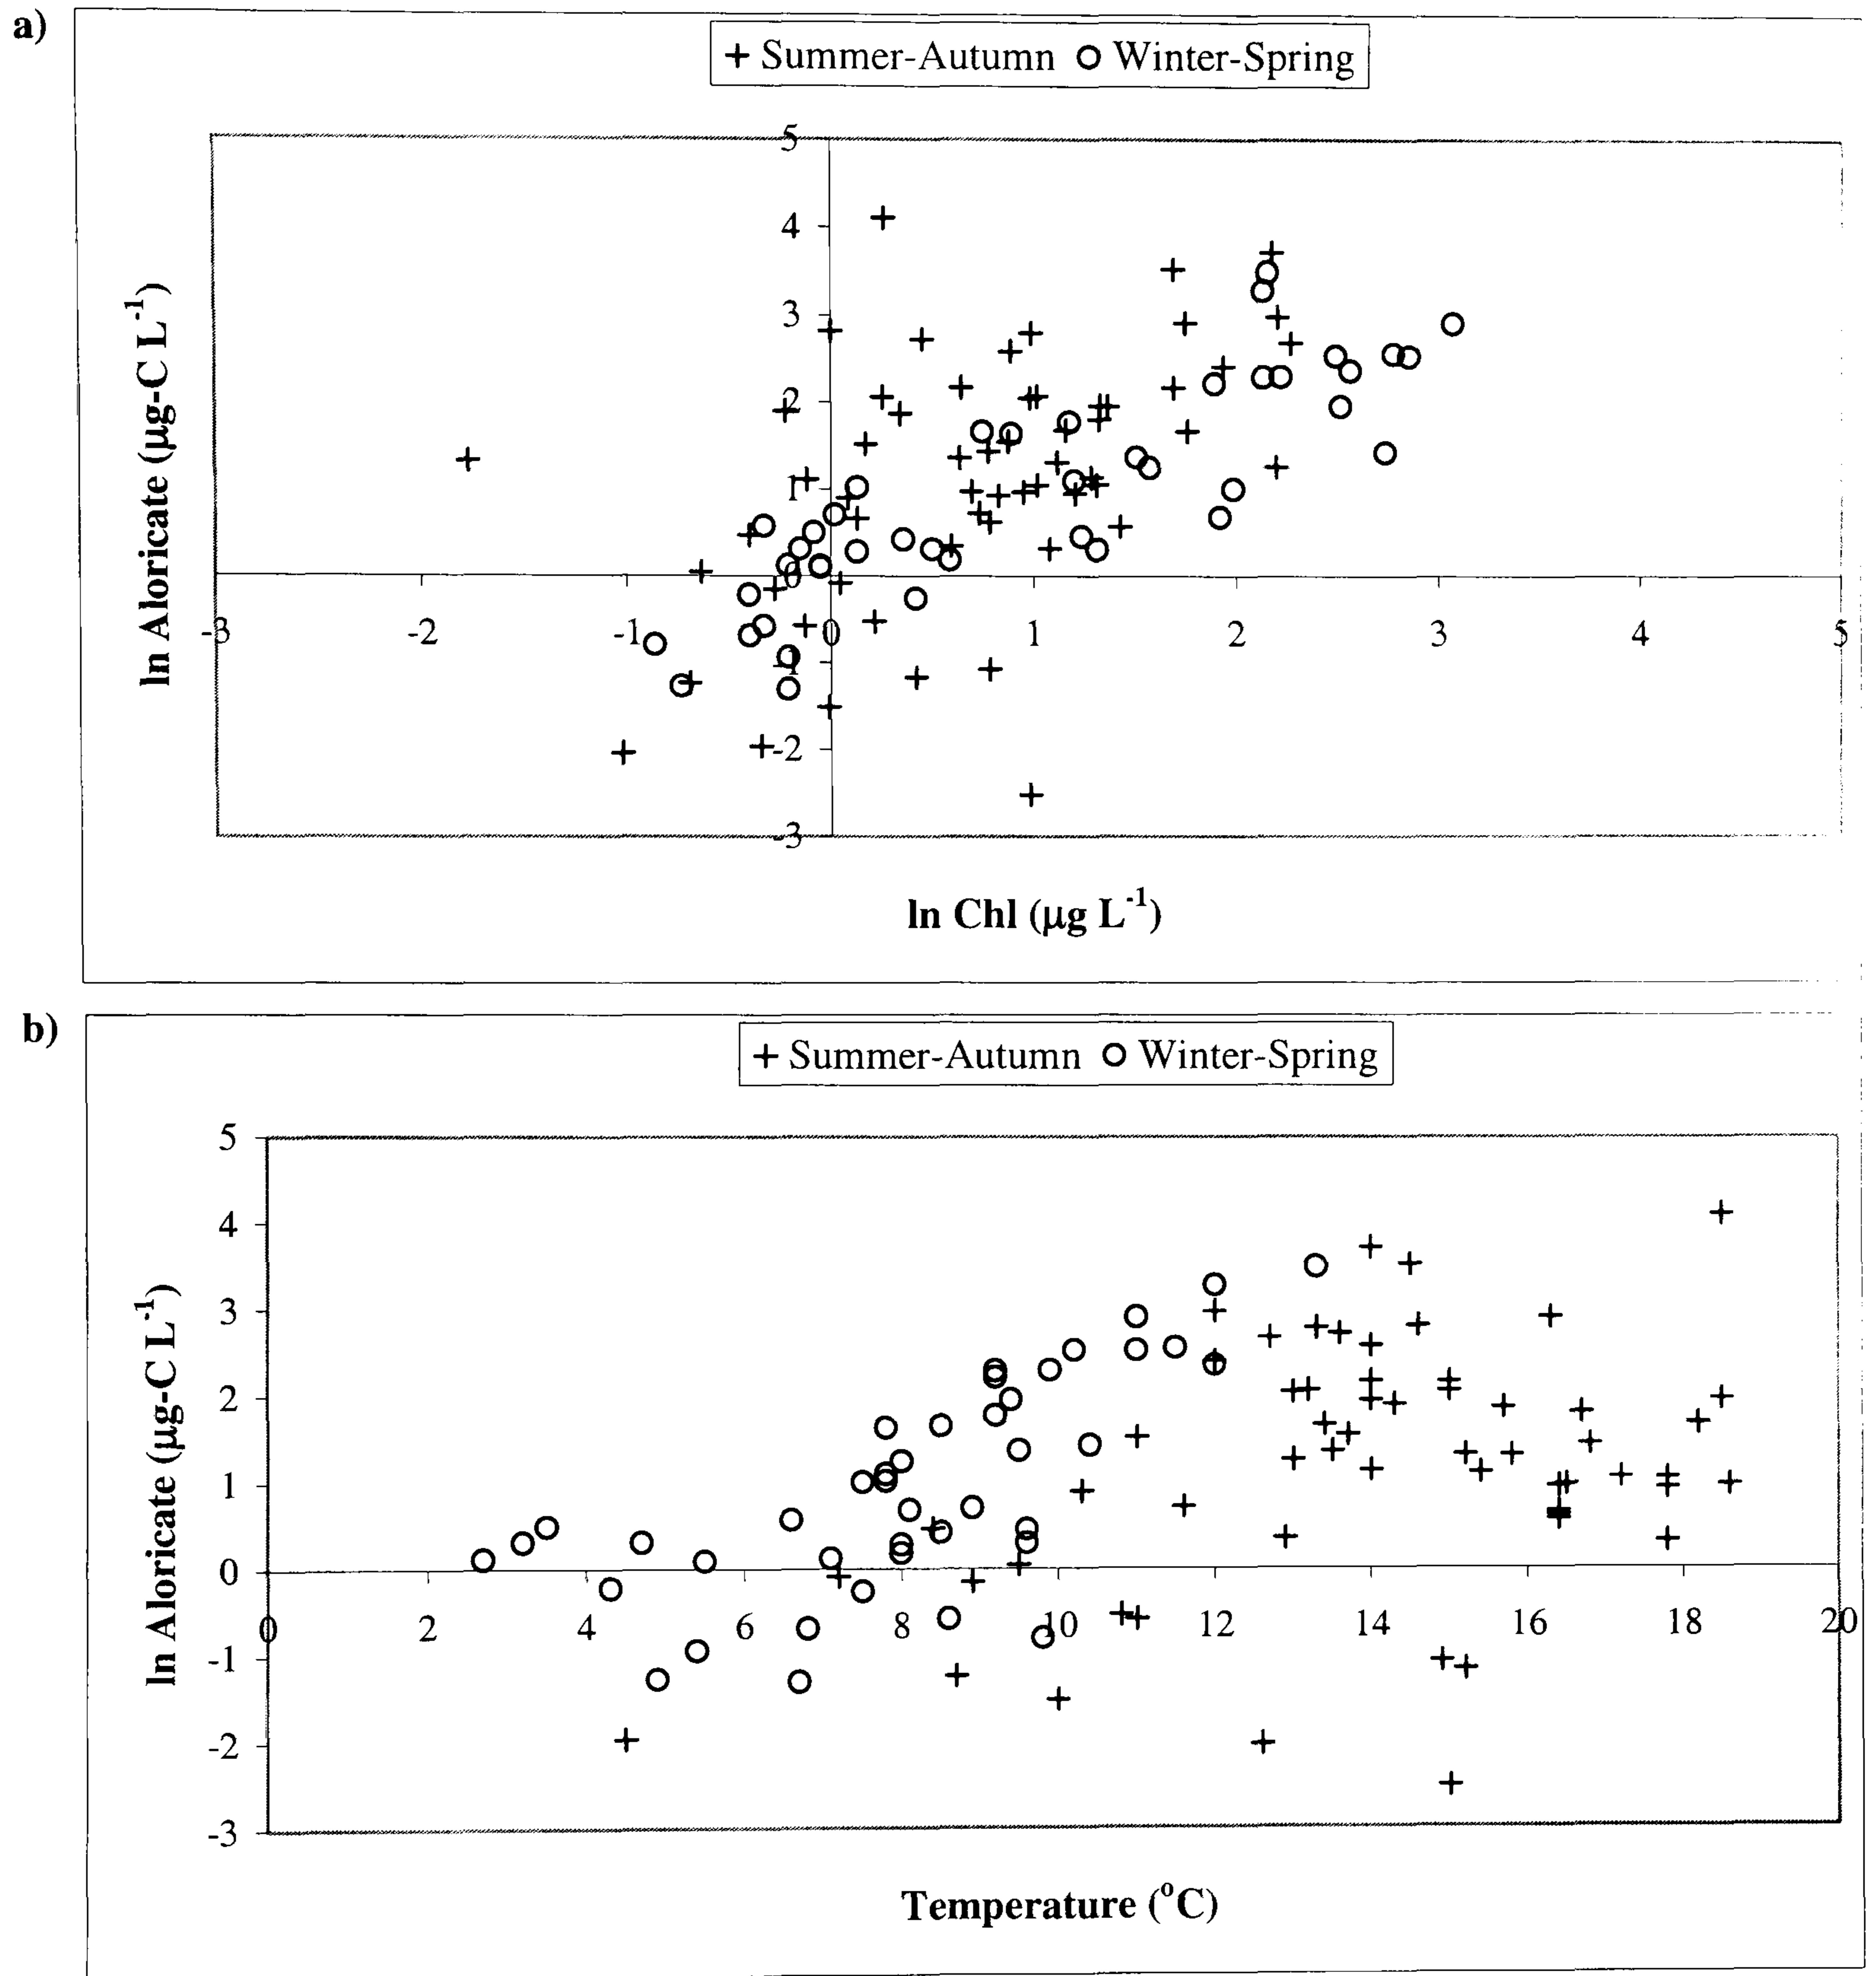 a)
+ Summer-Autumn o Winter-Spring
5
4
3
2
1
0
-3 -2 -1 0 1 2 3 4 5
-1
-2
-3
ln Aloricate (μg-C L⁻¹)
ln Chl (μg L⁻¹)
b)
+ Summer-Autumn o Winter-Spring
5
4
3
2
1
0
0 2 4 6 8 10 12 14 16 18 20
-1
-2
-3
ln Aloricate (μg-C L⁻¹)
Temperature (°C)